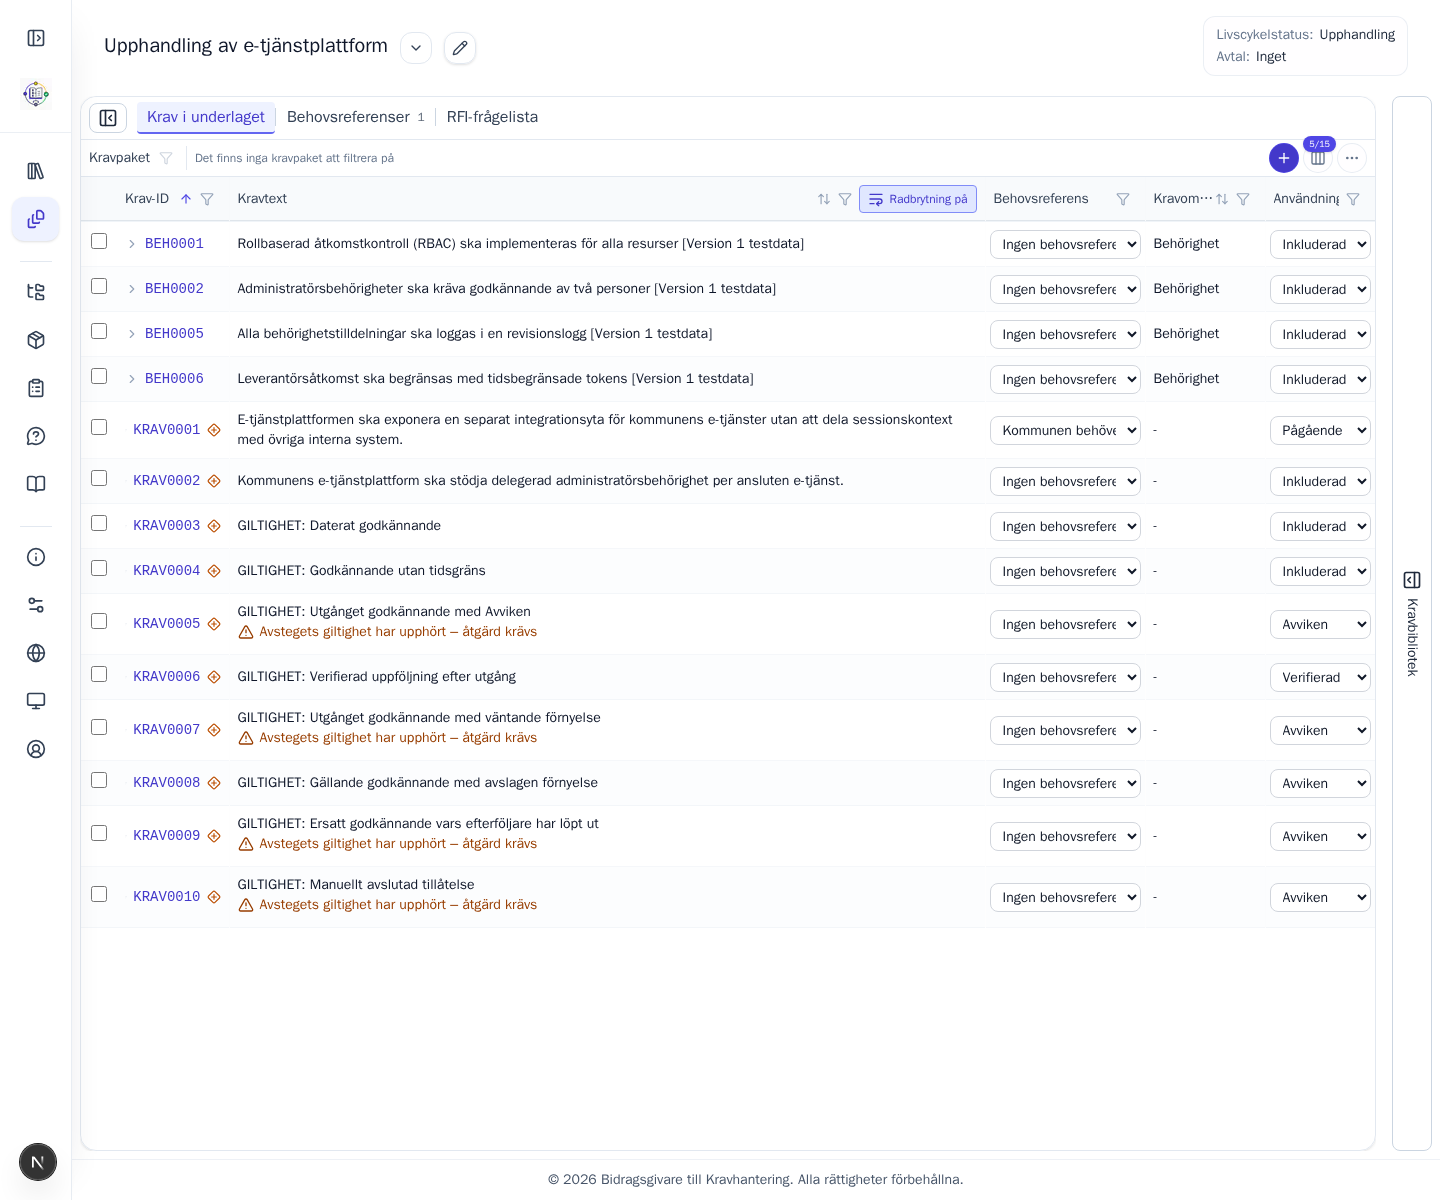 Upphandling av e-tjänstplattform
Livscykelstatus: Upphandling
Avtal: Inget
Krav i underlaget
Behovsreferenser 1
RFI-frågelista
Kravpaket
Det finns inga kravpaket att filtrera på
5/15
Krav-ID
Kravtext
Radbrytning på
Behovsreferens
Kravom…
Användning
BEH0001 Rollbaserad åtkomstkontroll (RBAC) ska implementeras för alla resurser [Version 1 testdata] Ingen behovsrefere Behörighet Inkluderad
BEH0002 Administratörsbehörigheter ska kräva godkännande av två personer [Version 1 testdata] Ingen behovsrefere Behörighet Inkluderad
BEH0005 Alla behörighetstilldelningar ska loggas i en revisionslogg [Version 1 testdata] Ingen behovsrefere Behörighet Inkluderad
BEH0006 Leverantörsåtkomst ska begränsas med tidsbegränsade tokens [Version 1 testdata] Ingen behovsrefere Behörighet Inkluderad
KRAV0001 E-tjänstplattformen ska exponera en separat integrationsyta för kommunens e-tjänster utan att dela sessionskontext
med övriga interna system. Kommunen behöve - Pågående
KRAV0002 Kommunens e-tjänstplattform ska stödja delegerad administratörsbehörighet per ansluten e-tjänst. Ingen behovsrefere - Inkluderad
KRAV0003 GILTIGHET: Daterat godkännande Ingen behovsrefere - Inkluderad
KRAV0004 GILTIGHET: Godkännande utan tidsgräns Ingen behovsrefere - Inkluderad
KRAV0005 GILTIGHET: Utgånget godkännande med Avviken Ingen behovsrefere - Avviken
Avstegets giltighet har upphört – åtgärd krävs
KRAV0006 GILTIGHET: Verifierad uppföljning efter utgång Ingen behovsrefere - Verifierad
KRAV0007 GILTIGHET: Utgånget godkännande med väntande förnyelse Ingen behovsrefere - Avviken
Avstegets giltighet har upphört – åtgärd krävs
KRAV0008 GILTIGHET: Gällande godkännande med avslagen förnyelse Ingen behovsrefere - Avviken
KRAV0009 GILTIGHET: Ersatt godkännande vars efterföljare har löpt ut Ingen behovsrefere - Avviken
Avstegets giltighet har upphört – åtgärd krävs
KRAV0010 GILTIGHET: Manuellt avslutad tillåtelse Ingen behovsrefere - Avviken
Avstegets giltighet har upphört – åtgärd krävs
Kravbibliotek
N
© 2026 Bidragsgivare till Kravhantering. Alla rättigheter förbehållna.